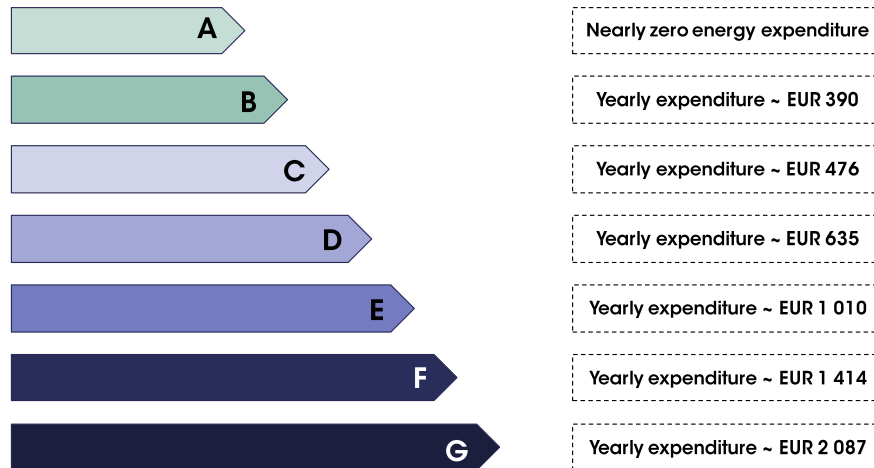 A
Nearly zero energy expenditure
B
Yearly expenditure ~ EUR 390
C
Yearly expenditure ~ EUR 476
D
Yearly expenditure ~ EUR 635
E
Yearly expenditure ~ EUR 1 010
F
Yearly expenditure ~ EUR 1 414
G
Yearly expenditure ~ EUR 2 087